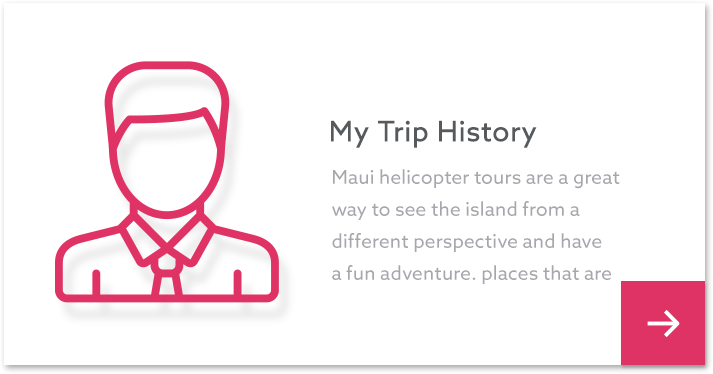 My Trip History
Maui helicopter tours are a great
way to see the island from a
different perspective and have
a fun adventure. places that are